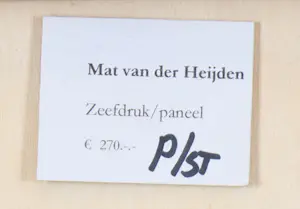 Mat van der Heijden
Zeefdruk/paneel
€ 270.-.- P/ST